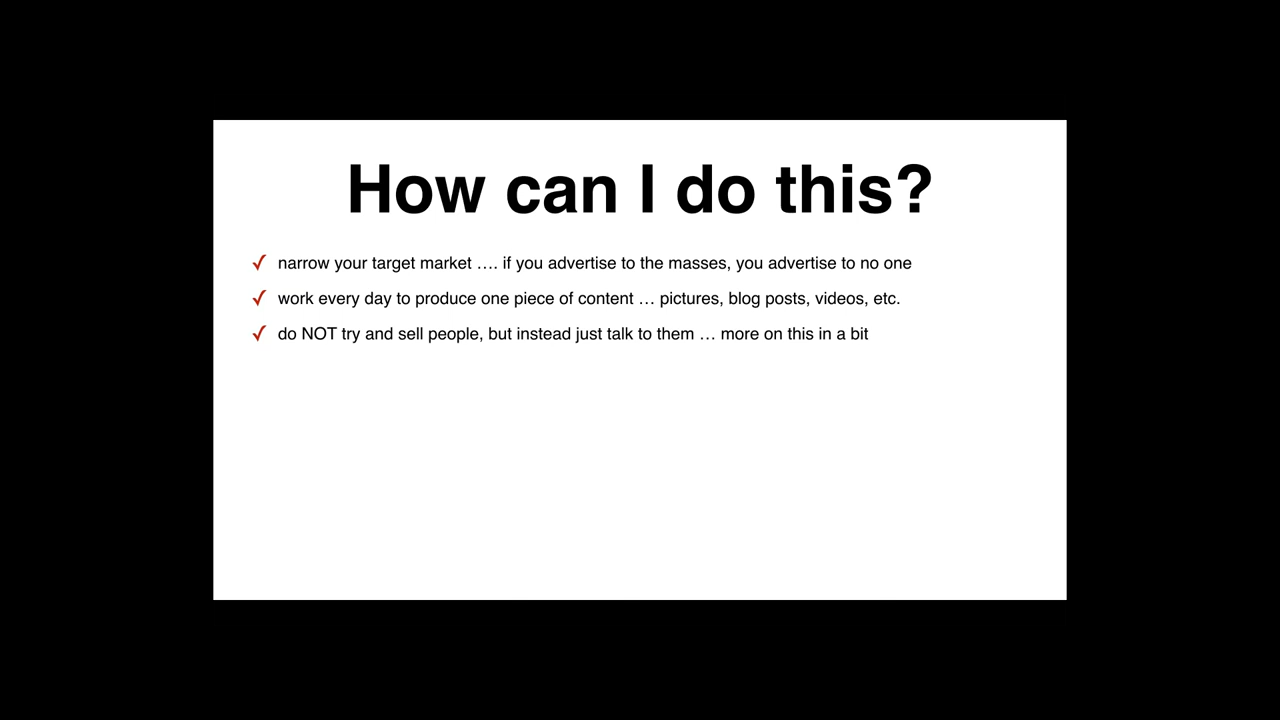 How can I do this?
✓ narrow your target market …. if you advertise to the masses, you advertise to no one
✓ work every day to produce one piece of content … pictures, blog posts, videos, etc.
✓ do NOT try and sell people, but instead just talk to them … more on this in a bit